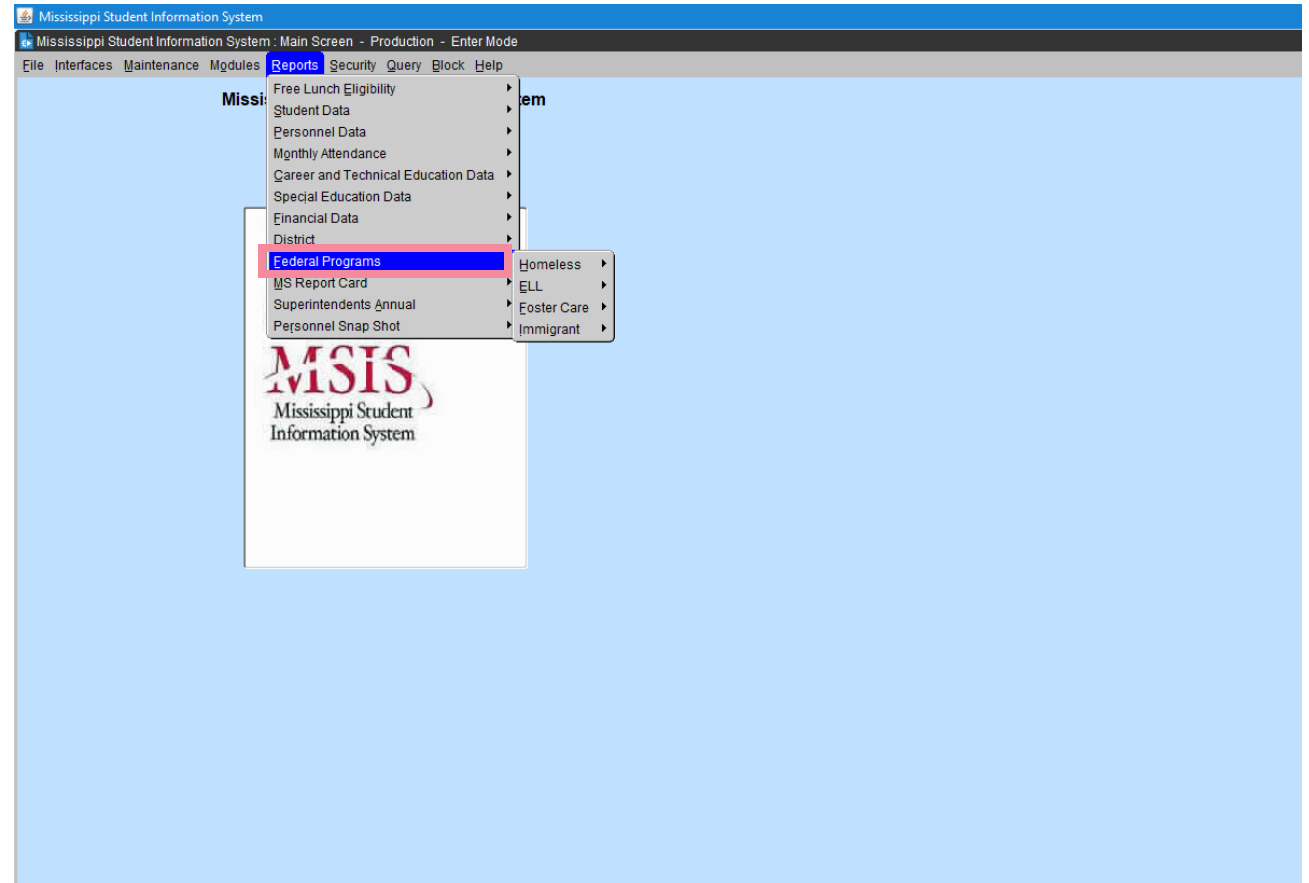 Mississippi Student Information System
Mississippi Student Information System : Main Screen - Production - Enter Mode
File Interfaces Maintenance Modules Reports Security Query Block Help
Free Lunch Eligibility
Student Data
Personnel Data
Monthly Attendance
Career and Technical Education Data
Special Education Data
Financial Data
District
Federal Programs
MS Report Card
Superintendents Annual
Personnel Snap Shot
Homeless
ELL
Foster Care
Immigrant
MSIS
Mississippi Student
Information System